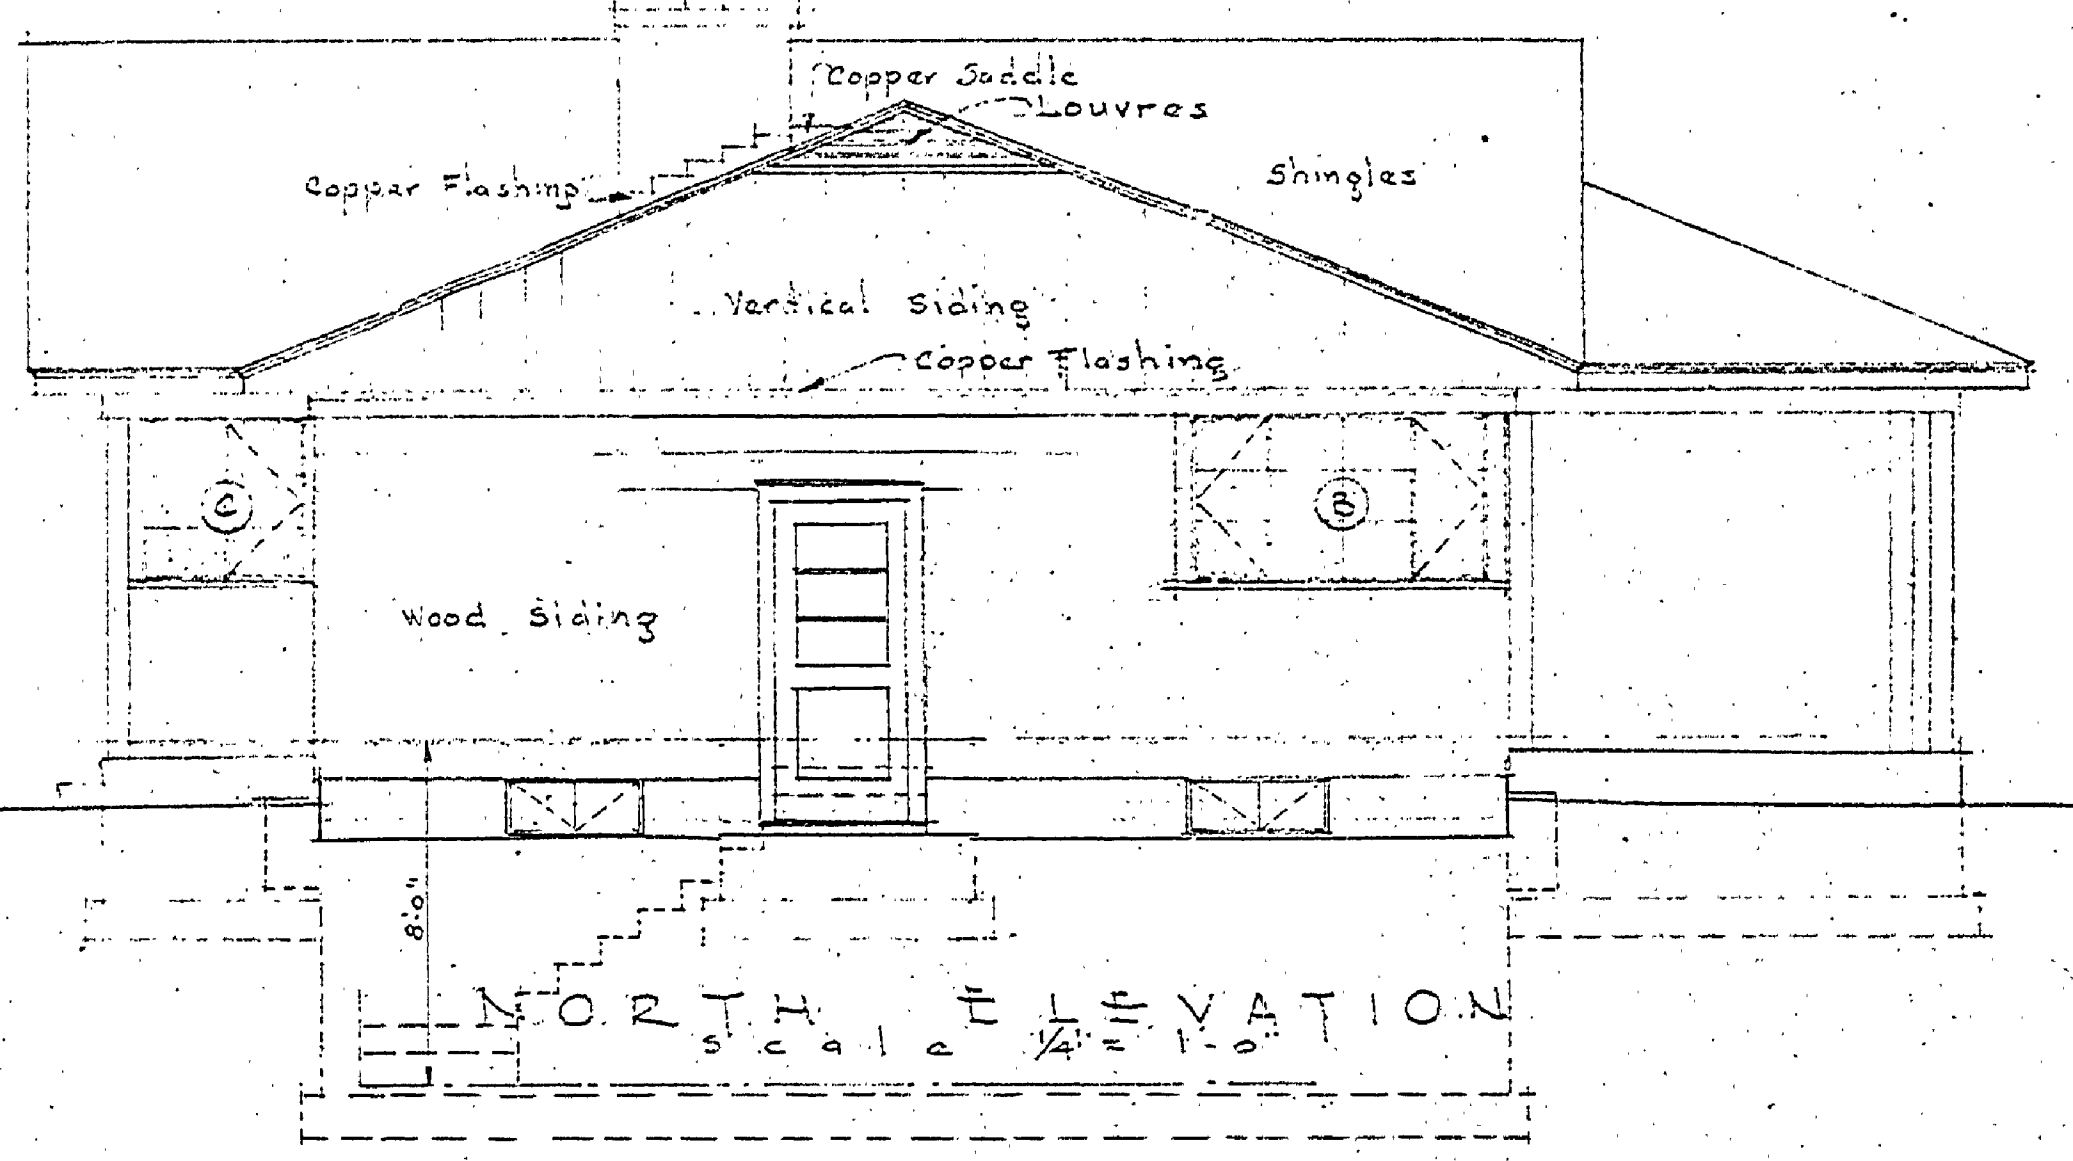 Copper Saddle
Louvres
Copper Flashing
Shingles
Vertical Siding
Copper Flashing
C
B
Wood Siding
8'-0"
NORTH ELEVATION
Scale 1/4" = 1'-0"